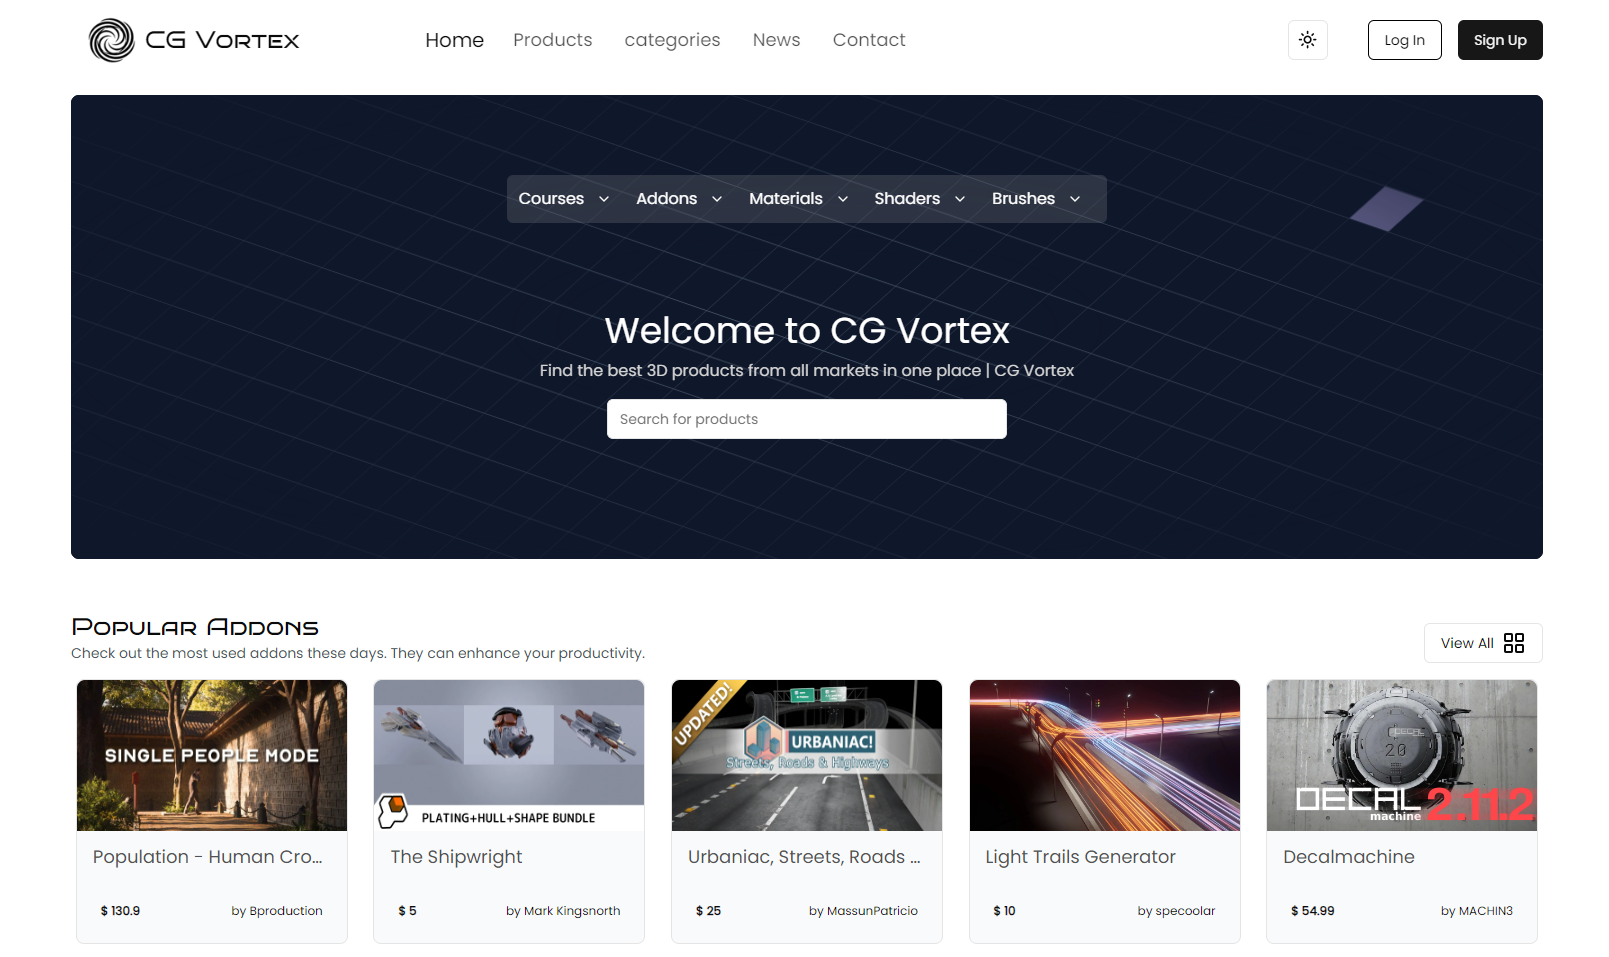 CG Vortex
Home Products categories News Contact
Log In
Sign Up
Courses Addons Materials Shaders Brushes
Welcome to CG Vortex
Find the best 3D products from all markets in one place | CG Vortex
Search for products
Popular Addons
Check out the most used addons these days. They can enhance your productivity.
View All
SINGLE PEOPLE MODE
Population - Human Cro...
$ 130.9 by Bproduction
PLATING+HULL+SHAPE BUNDLE
The Shipwright
$ 5 by Mark Kingsnorth
UPDATED!
URBANIAC!
Streets, Roads & Highways
Urbaniac, Streets, Roads ...
$ 25 by MassunPatricio
Light Trails Generator
$ 10 by specoolar
DECAL
20
DECAL
machine 2.11.2
Decalmachine
$ 54.99 by MACHIN3